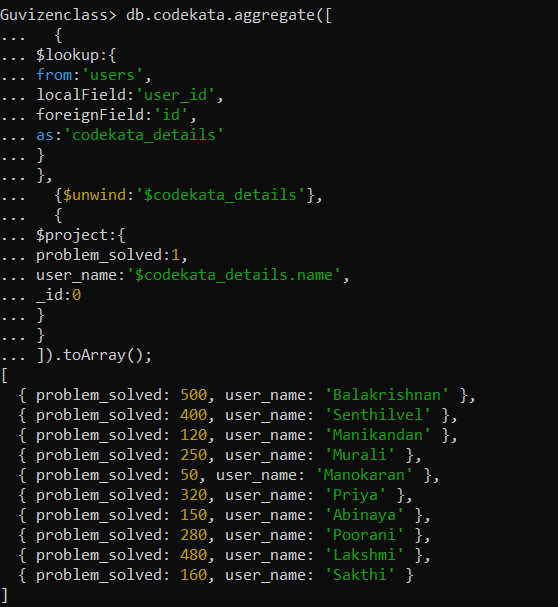 Guvizenclass> db.codekata.aggregate([
...   {
... $lookup:{
... from:'users',
... localField:'user_id',
... foreignField:'id',
... as:'codekata_details'
... }
... },
...   {$unwind:'$codekata_details'},
...   {
... $project:{
... problem_solved:1,
... user_name:'$codekata_details.name',
... _id:0
... }
... }
... ]).toArray();
[
  { problem_solved: 500, user_name: 'Balakrishnan' },
  { problem_solved: 400, user_name: 'Senthilvel' },
  { problem_solved: 120, user_name: 'Manikandan' },
  { problem_solved: 250, user_name: 'Murali' },
  { problem_solved: 50, user_name: 'Manokaran' },
  { problem_solved: 320, user_name: 'Priya' },
  { problem_solved: 150, user_name: 'Abinaya' },
  { problem_solved: 280, user_name: 'Poorani' },
  { problem_solved: 480, user_name: 'Lakshmi' },
  { problem_solved: 160, user_name: 'Sakthi' }
]